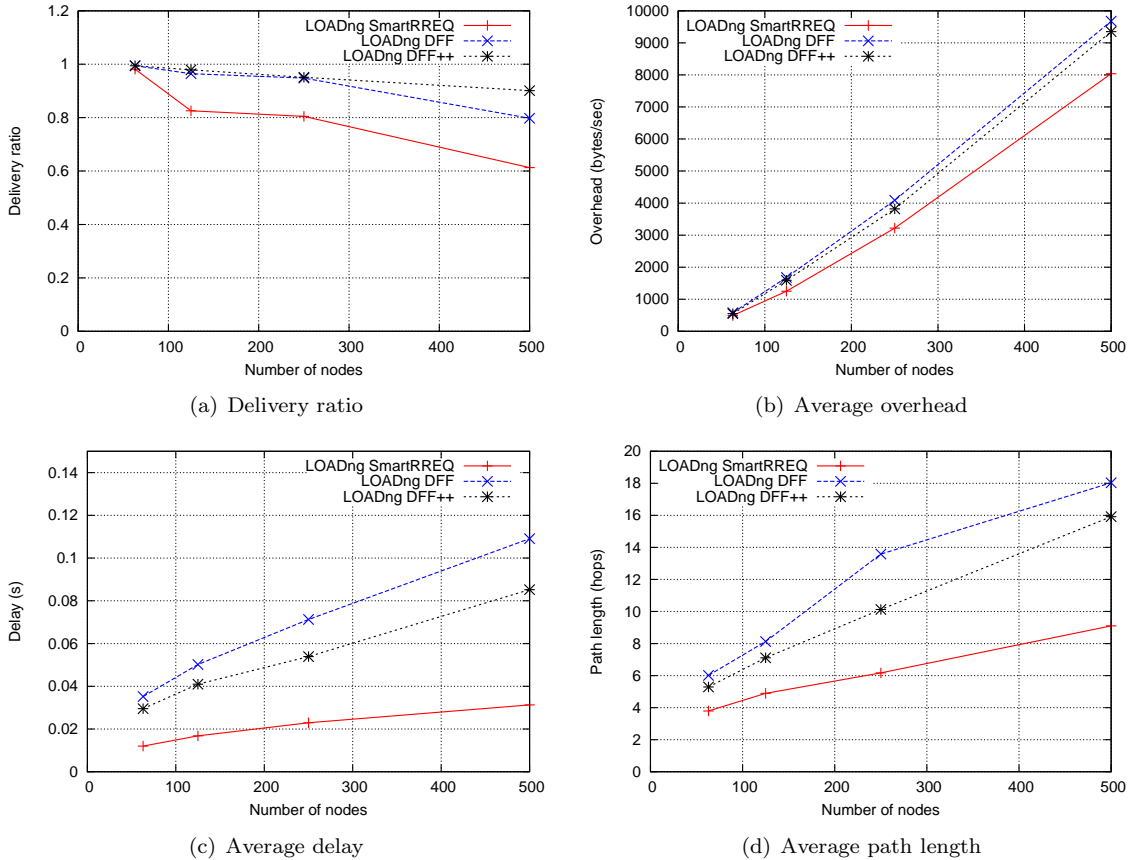 LOADng SmartRREQ
LOADng DFF
LOADng DFF++
Delivery ratio
1.2
1
0.8
0.6
0.4
0.2
0
0 100 200 300 400 500
Number of nodes
(a) Delivery ratio
LOADng SmartRREQ
LOADng DFF
LOADng DFF++
Overhead (bytes/sec)
10000
9000
8000
7000
6000
5000
4000
3000
2000
1000
0
0 100 200 300 400 500
Number of nodes
(b) Average overhead
LOADng SmartRREQ
LOADng DFF
LOADng DFF++
Delay (s)
0.14
0.12
0.1
0.08
0.06
0.04
0.02
0
0 100 200 300 400 500
Number of nodes
(c) Average delay
LOADng SmartRREQ
LOADng DFF
LOADng DFF++
Path length (hops)
20
18
16
14
12
10
8
6
4
2
0
0 100 200 300 400 500
Number of nodes
(d) Average path length